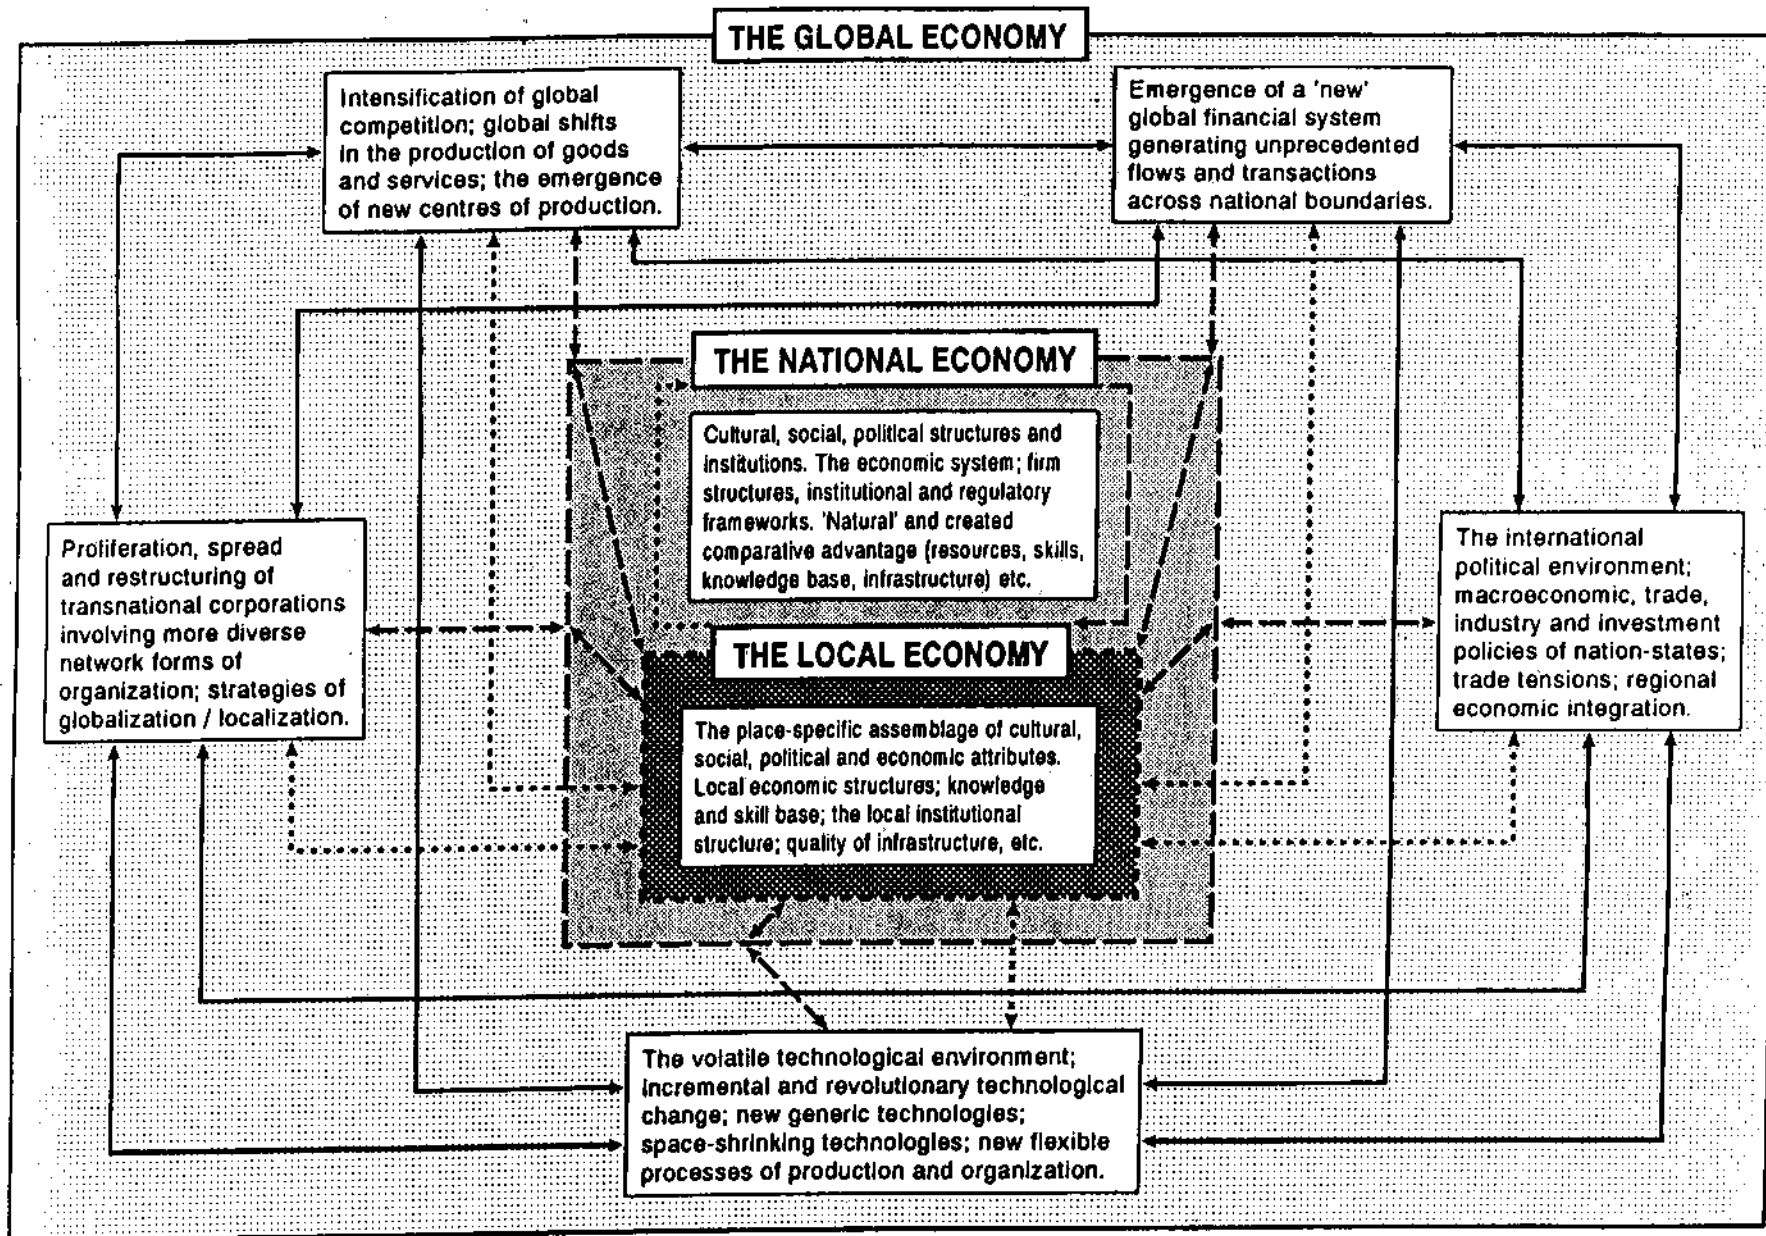 THE GLOBAL ECONOMY
Intensification of global
competition; global shifts
in the production of goods
and services; the emergence
of new centres of production.
Emergence of a 'new'
global financial system
generating unprecedented
flows and transactions
across national boundaries.
THE NATIONAL ECONOMY
Cultural, social, political structures and
institutions. The economic system; firm
structures, institutional and regulatory
frameworks. 'Natural' and created
comparative advantage (resources, skills,
knowledge base, infrastructure) etc.
Proliferation, spread
and restructuring of
transnational corporations
involving more diverse
network forms of
organization; strategies of
globalization / localization.
The international
political environment;
macroeconomic, trade,
industry and investment
policies of nation-states;
trade tensions; regional
economic integration.
THE LOCAL ECONOMY
The place-specific assemblage of cultural,
social, political and economic attributes.
Local economic structures; knowledge
and skill base; the local institutional
structure; quality of infrastructure, etc.
The volatile technological environment;
incremental and revolutionary technological
change; new generic technologies;
space-shrinking technologies; new flexible
processes of production and organization.